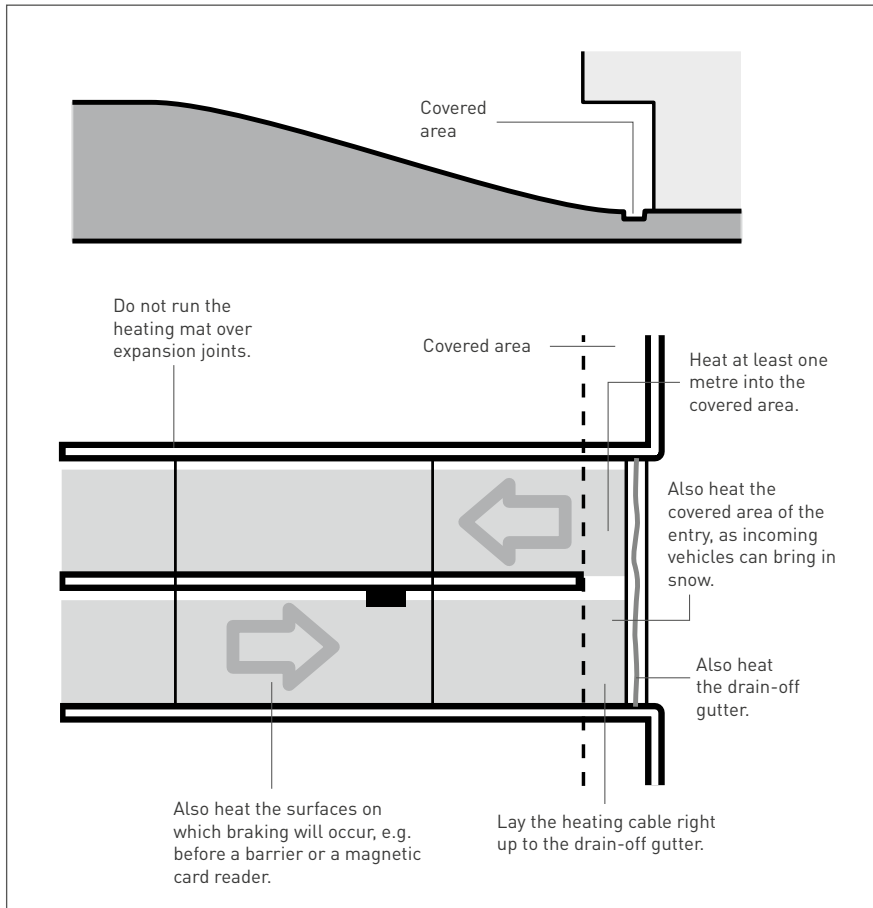 Covered
area
Do not run the
heating mat over
expansion joints.
Covered area
Heat at least one
metre into the
covered area.
Also heat the
covered area of the
entry, as incoming
vehicles can bring in
snow.
Also heat
the drain-off
gutter.
Also heat the surfaces on
which braking will occur, e.g.
before a barrier or a magnetic
card reader.
Lay the heating cable right
up to the drain-off gutter.